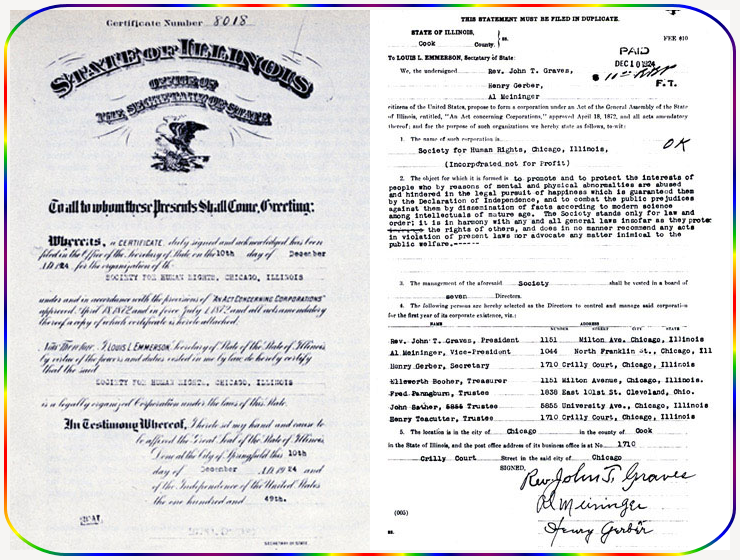 Certificate Number 8018
STATE OF ILLINOIS
OFFICE OF
THE SECRETARY OF STATE
To all to whom these Presents Shall Come, Greeting:
Whereas, a CERTIFICATE, duly signed and acknowledged has been
filed in the Office of the Secretary of State on the 10th day of December
A.D. 24 for the organization of the
SOCIETY FOR HUMAN RIGHTS, CHICAGO, ILLINOIS
under and in accordance with the provisions of "AN ACT CONCERNING CORPORATIONS"
approved April 18, 1872, and in force July 1, 1872, and all acts amendatory
thereof, a copy of which certificate is hereto attached.
Now Therefore, I, LOUIS L. EMMERSON, Secretary of State of the State of Illinois,
by virtue of the powers and duties vested in me by law, do hereby certify
that the said
SOCIETY FOR HUMAN RIGHTS, CHICAGO, ILLINOIS
is a legally organized Corporation under the laws of this State.
In Testimony Whereof, I hereto set my hand and cause to
be affixed the Great Seal of the State of Illinois,
Done at the City of Springfield this 10th
day of December A.D. 1924 and
of the Independence of the United States
the one hundred and 49th.
SECRETARY OF STATE
THIS STATEMENT MUST BE FILED IN DUPLICATE.
STATE OF ILLINOIS,
Cook County. ss.
FEE $10
PAID
DEC 10 1924
F.T.
To LOUIS L. EMMERSON, Secretary of State:
We, the undersigned Rev. John T. Graves,
Henry Gerber,
Al Meininger
citizens of the United States, propose to form a corporation under an Act of the General Assembly of the State
of Illinois, entitled, "An Act concerning Corporations," approved April 18, 1872, and all acts amendatory
thereof; and for the purpose of such organizations we hereby state as follows, to-wit:
1. The name of such corporation is
OK
Society for Human Rights, Chicago, Illinois,
(Incorporated not for Profit)
2. The object for which it is formed is to promote and to protect the interests of
people who by reasons of mental and physical abnormalities are abused
and hindered in the legal pursuit of happiness which is guaranteed them
by the Declaration of Independence, and to combat the public prejudices
against them by dissemination of facts according to modern science
among intellectuals of mature age. The Society stands only for law and
order; it is in harmony with any and all general laws insofar as they protec
the rights of others, and does in no manner recommend any acts
in violation of present laws nor advocate any matter inimical to the
public welfare.------
3. The management of the aforesaid Society shall be vested in a board of
seven Directors.
4. The following persons are hereby selected as the Directors to control and manage said corporation
for the first year of its corporate existence, viz.:
NAME ADDRESS
NUMBER STREET CITY STATE
Rev. John T. Graves, President 1151 Milton Ave. Chicago, Illinois
Al Meininger, Vice-President 1044 North Franklin St., Chicago, Ill
Henry Gerber, Secretary 1710 Crilly Court, Chicago, Illinois
Ellsworth Booher, Treasurer 1151 Milton Avenue, Chicago, Illinois.
Fred Panngburn, Trustee 1838 East 101st St. Cleveland, Ohio.
John Sather, 5855 Trustee 5855 University Ave., Chicago, Illinois
Henry Teacutter, Trustee 1710 Crilly Court, Chicago, Illinois
5. The location is in the city of Chicago in the county of Cook
in the State of Illinois, and the post office address of its business office is at No. 1710
Crilly Court Street in the said city of Chicago
SIGNED,
Rev John T. Graves
Al Meininger
Henry Gerber
(005)